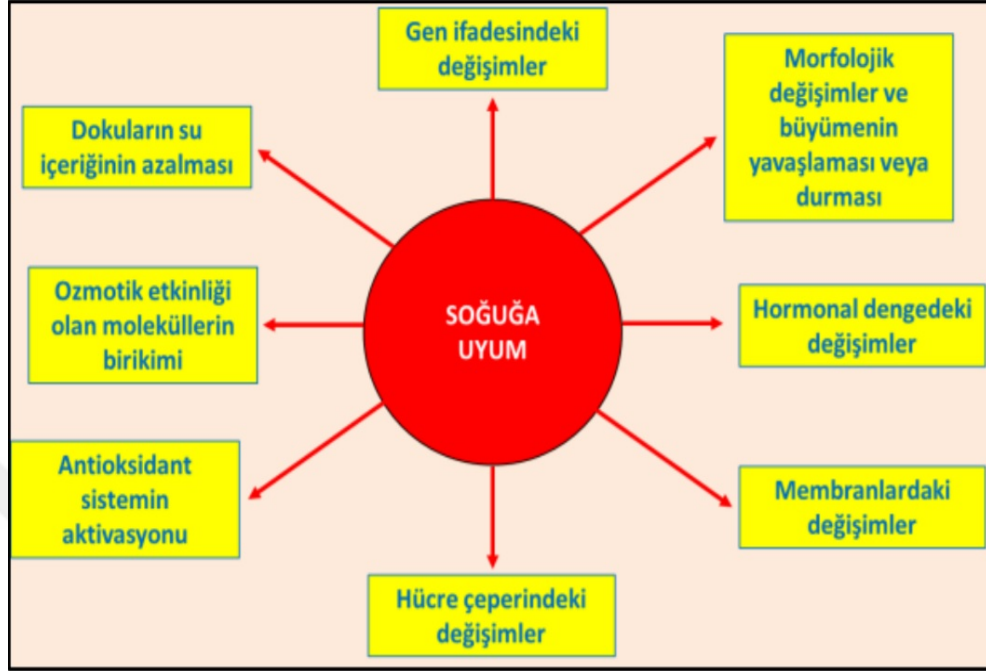 Gen ifadesindeki
değişimler
Morfolojik
değişimler ve
büyümenin
yavaşlaması veya
durması
Dokuların su
içeriğinin azalması
Ozmotik etkinliği
olan moleküllerin
birikimi
SOĞUĞA
UYUM
Hormonal dengedeki
değişimler
Antioksidant
sistemin
aktivasyonu
Membranlardaki
değişimler
Hücre çeperindeki
değişimler